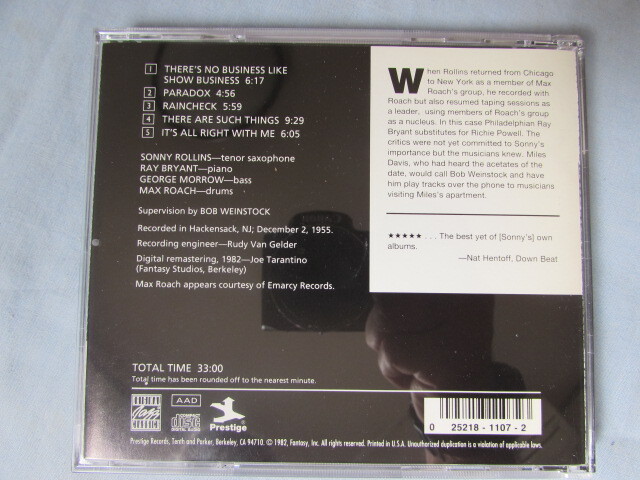 1 THERE'S NO BUSINESS LIKE
SHOW BUSINESS 6:17
2 PARADOX 4:56
3 RAINCHECK 5:59
4 THERE ARE SUCH THINGS 9:29
5 IT'S ALL RIGHT WITH ME 6:05
SONNY ROLLINS—tenor saxophone
RAY BRYANT—piano
GEORGE MORROW—bass
MAX ROACH—drums
Supervision by BOB WEINSTOCK
Recorded in Hackensack, NJ; December 2, 1955.
Recording engineer—Rudy Van Gelder
Digital remastering, 1982—Joe Tarantino
(Fantasy Studios, Berkeley)
Max Roach appears courtesy of Emarcy Records.
TOTAL TIME 33:00
Total time has been rounded off to the nearest minute.
When Rollins returned from Chicago
to New York as a member of Max
Roach's group, he recorded with
Roach but also resumed taping sessions as
a leader, using members of Roach's group
as a nucleus. In this case Philadelphian Ray
Bryant substitutes for Richie Powell. The
critics were not yet committed to Sonny's
importance but the musicians knew. Miles
Davis, who had heard the acetates of the
date, would call Bob Weinstock and have
him play tracks over the phone to musicians
visiting Miles's apartment.
★★★★★ . . . The best yet of [Sonny's] own
albums.
—Nat Hentoff, Down Beat
ORIGINAL
Jazz
CLASSICS
AAD
COMPACT
disc
DIGITAL AUDIO
Prestige
0 25218-1107-2
Prestige Records, Tenth and Parker, Berkeley, CA 94710. © 1982, Fantasy, Inc. All rights reserved. Printed in U.S.A. Unauthorized duplication is a violation of applicable laws.